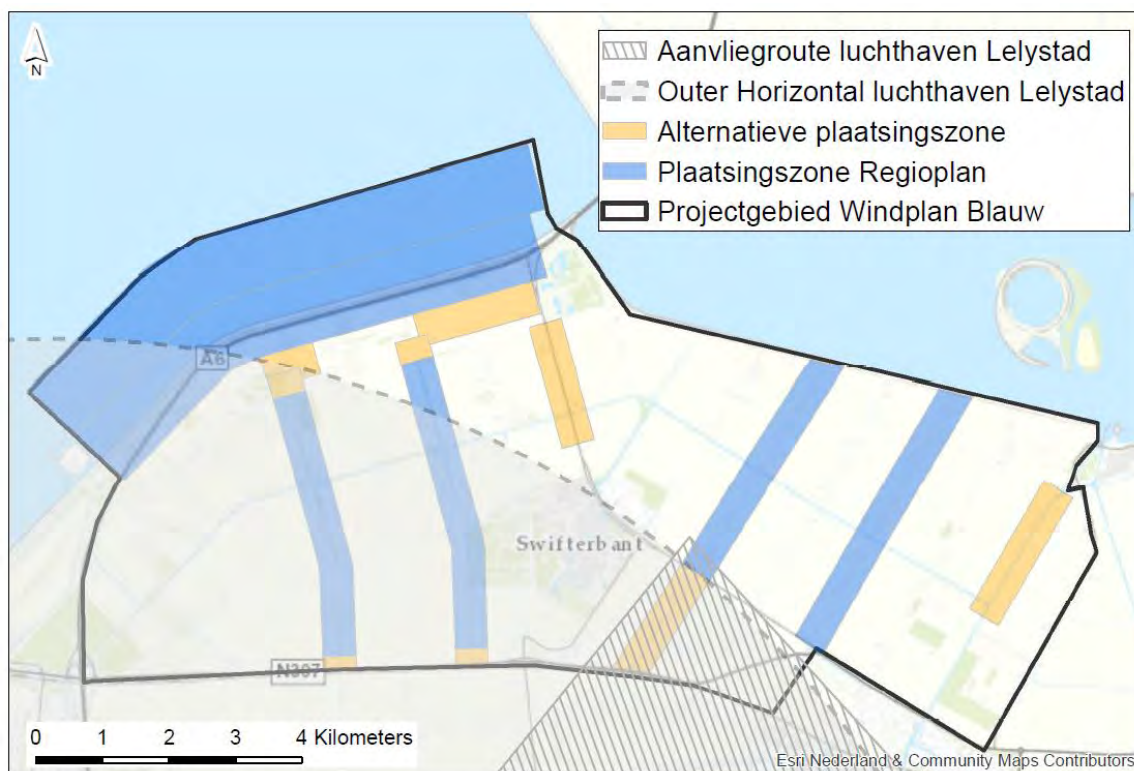 N
Aanvliegroute luchthaven Lelystad
Outer Horizontal luchthaven Lelystad
Alternatieve plaatsingszone
Plaatsingszone Regioplan
Projectgebied Windplan Blauw
A6
Swifterbant
N307
0 1 2 3 4 Kilometers
Esri Nederland & Community Maps Contributors